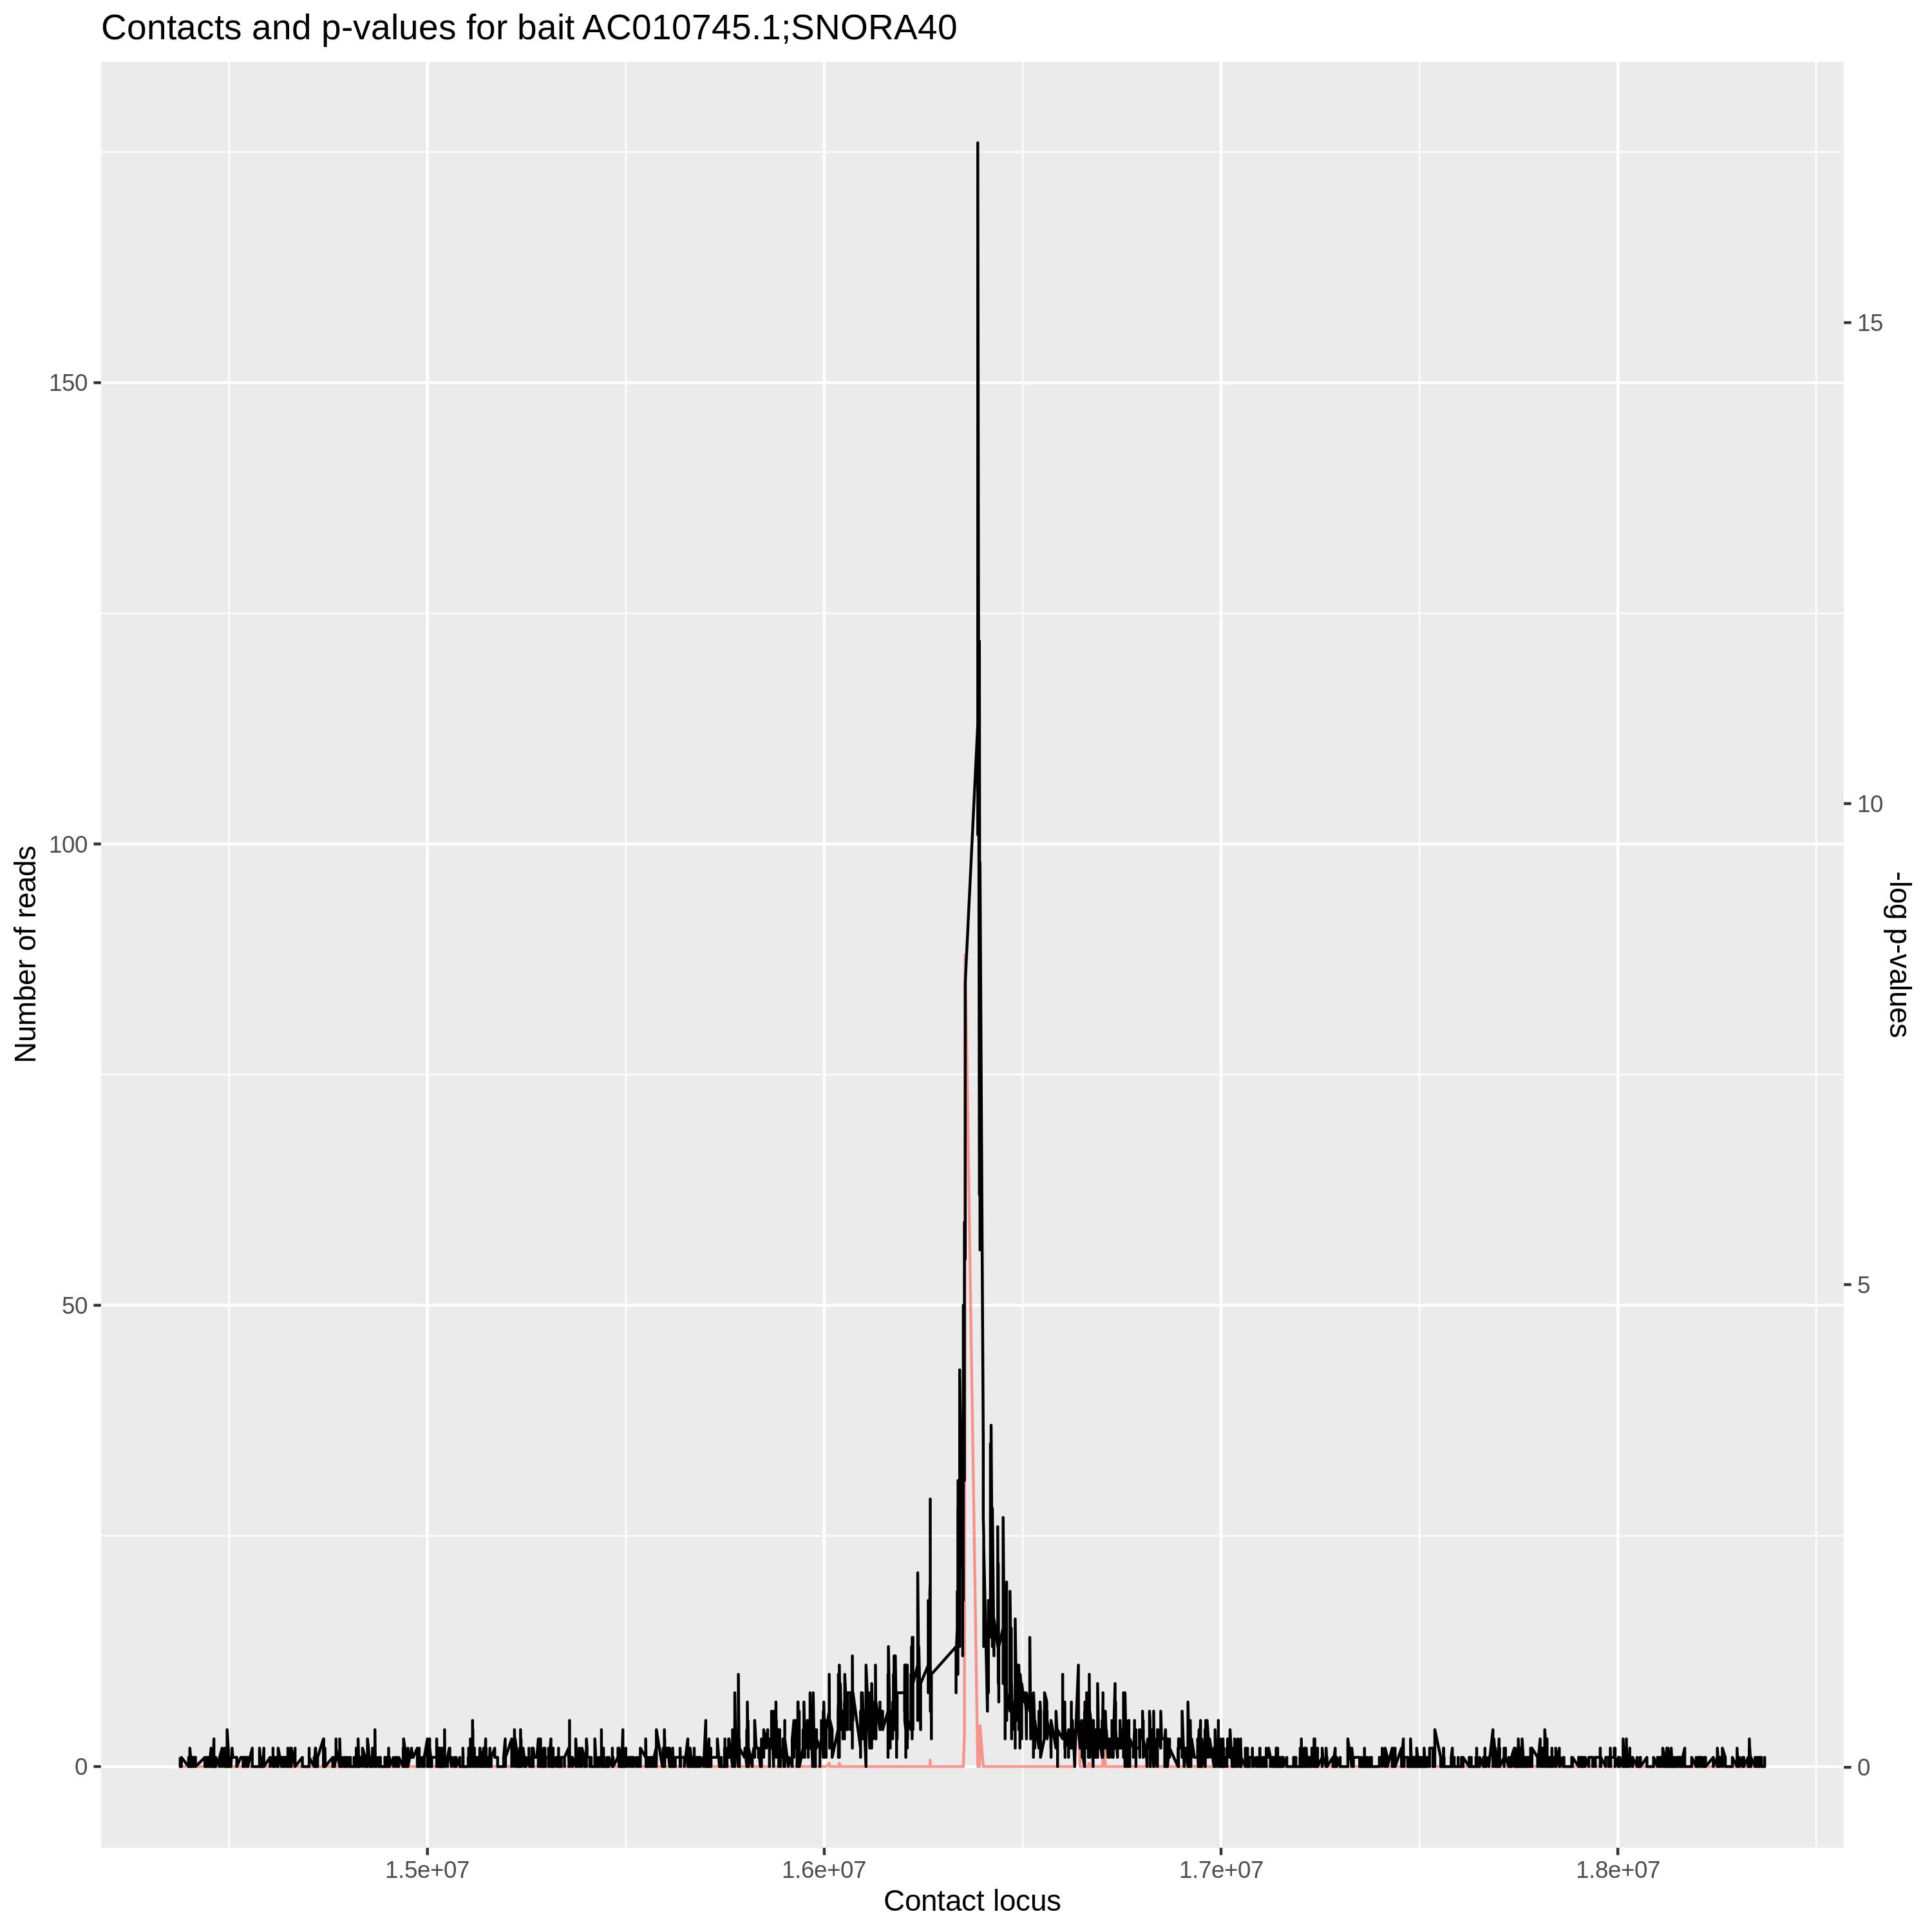 Contacts and p-values for bait AC010745.1;SNORA40
Number of reads
150
100
50
0
15
10
5
0
-log p-values
1.5e+07
1.6e+07
1.7e+07
1.8e+07
Contact locus